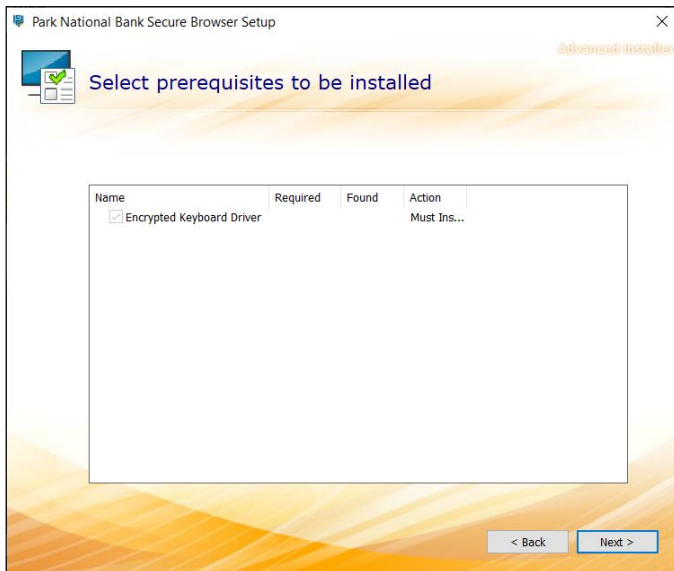 Park National Bank Secure Browser Setup
Advanced Installer
Select prerequisites to be installed
Name Required Found Action
Encrypted Keyboard Driver Must Ins...
< Back Next >